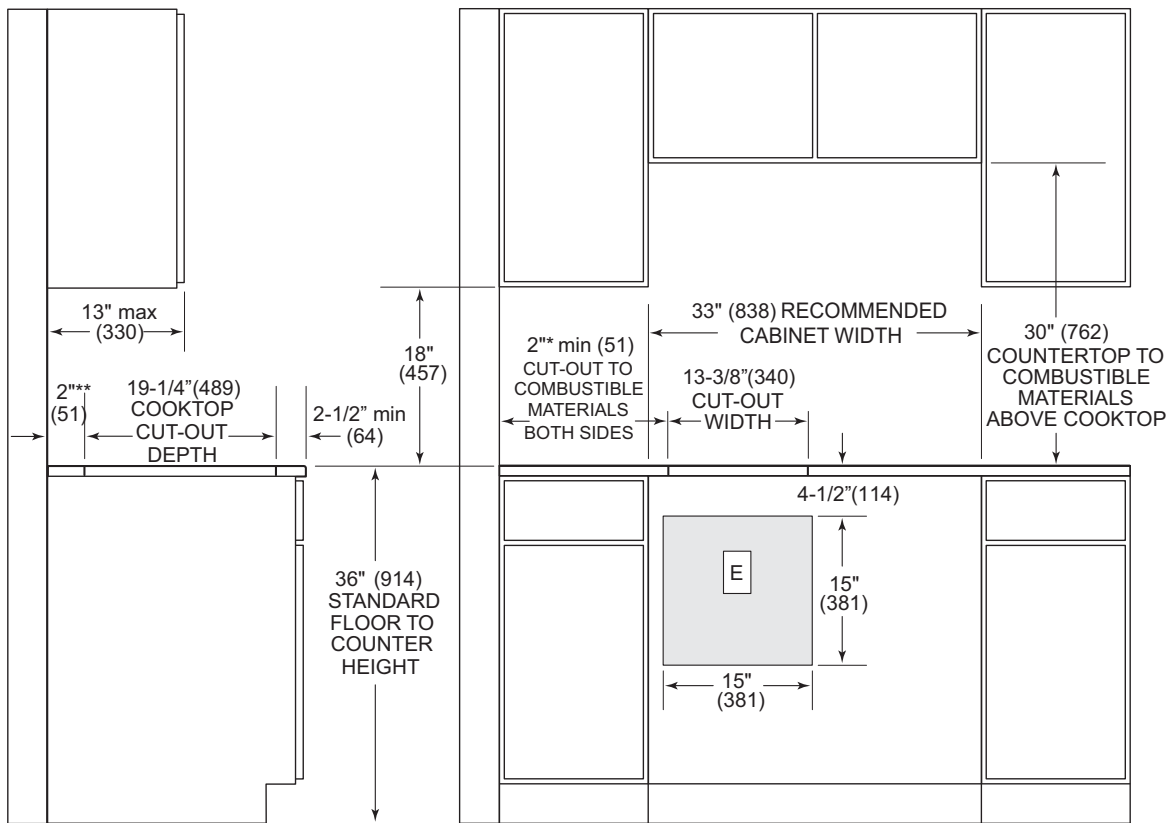 13" max
(330)
2"**
(51)
19-1/4”(489)
COOKTOP
CUT-OUT
DEPTH
2-1/2” min
(64)
18"
(457)
36" (914)
STANDARD
FLOOR TO
COUNTER
HEIGHT
2"* min (51)
CUT-OUT TO
COMBUSTIBLE
MATERIALS
BOTH SIDES
33" (838) RECOMMENDED
CABINET WIDTH
13-3/8”(340)
CUT-OUT
WIDTH
30" (762)
COUNTERTOP TO
COMBUSTIBLE
MATERIALS
ABOVE COOKTOP
4-1/2”(114)
E
15"
(381)
15"
(381)